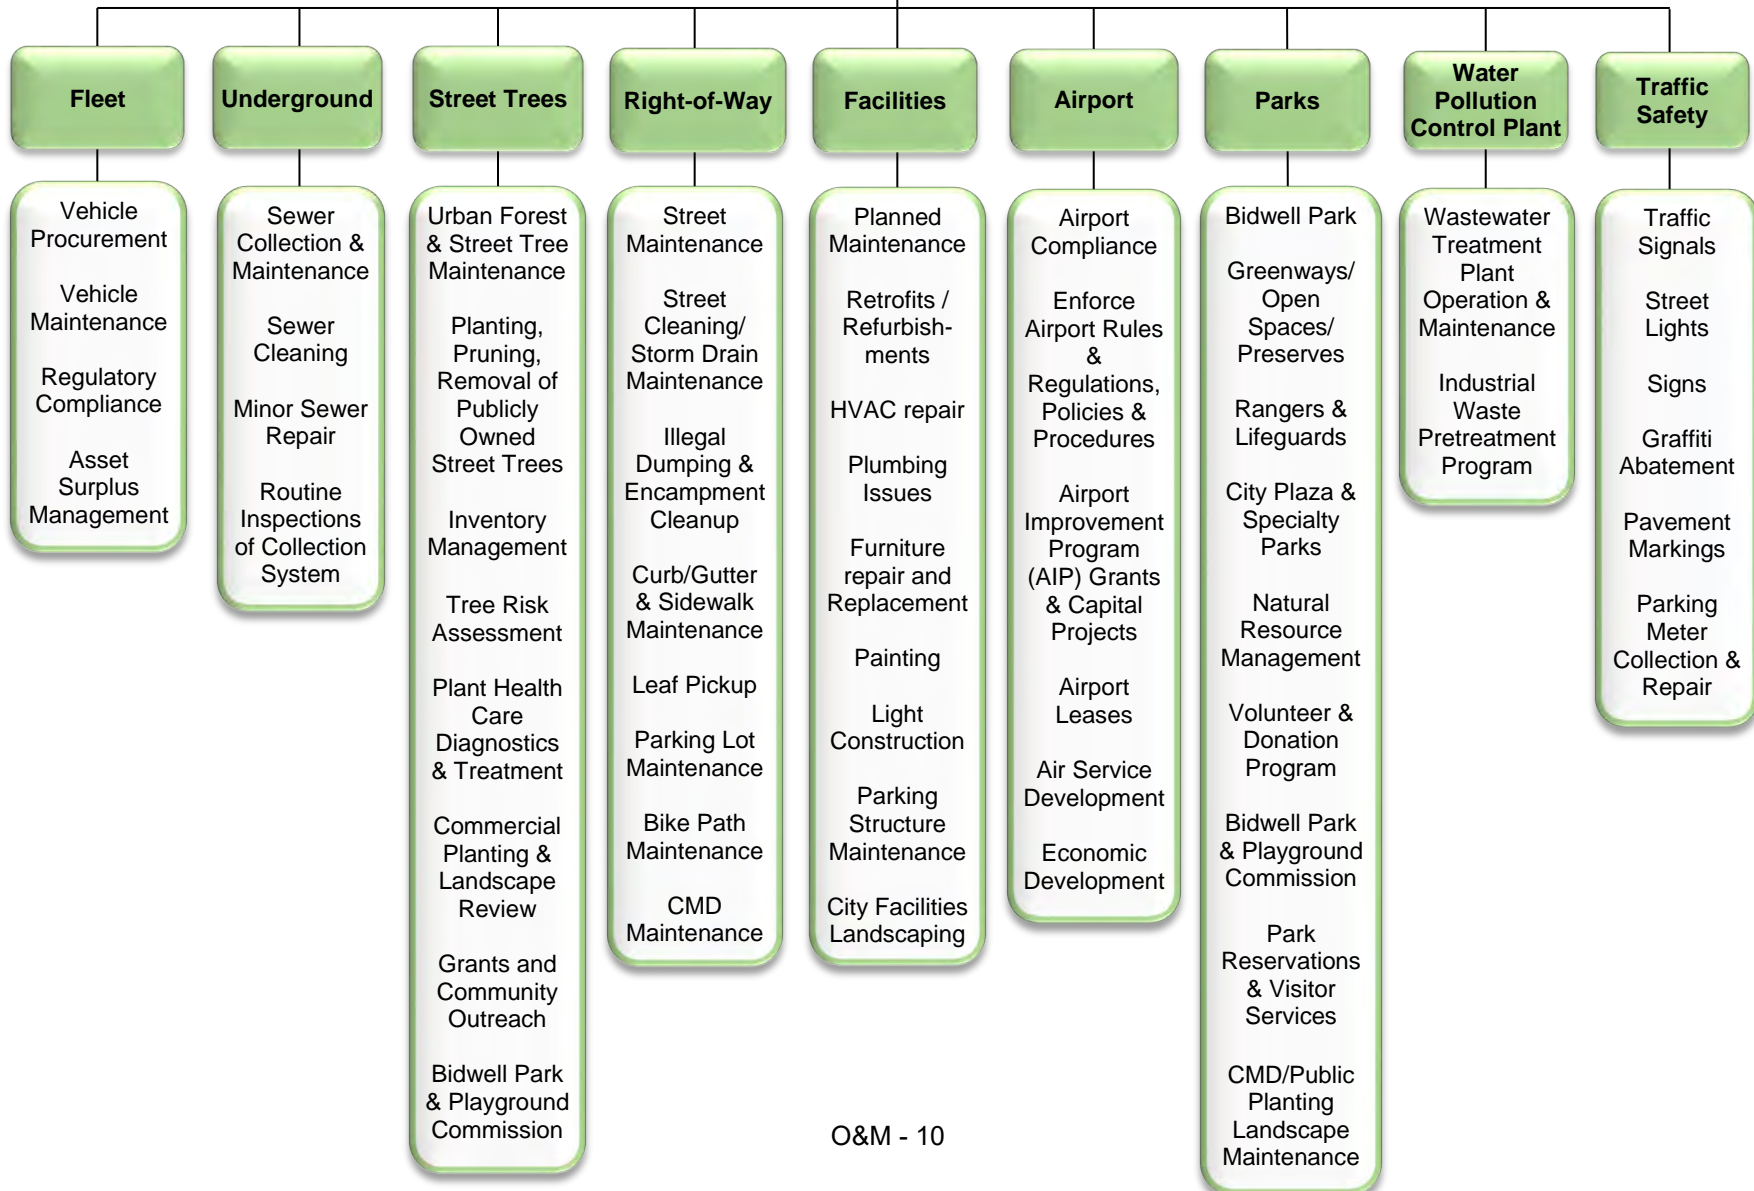 Fleet
Vehicle
Procurement
Vehicle
Maintenance
Regulatory
Compliance
Asset
Surplus
Management
Underground
Sewer
Collection &
Maintenance
Sewer
Cleaning
Minor Sewer
Repair
Routine
Inspections
of Collection
System
Street Trees
Urban Forest
& Street Tree
Maintenance
Planting,
Pruning,
Removal of
Publicly
Owned
Street Trees
Inventory
Management
Tree Risk
Assessment
Plant Health
Care
Diagnostics
& Treatment
Commercial
Planting &
Landscape
Review
Grants and
Community
Outreach
Bidwell Park
& Playground
Commission
Right-of-Way
Street
Maintenance
Street
Cleaning/
Storm Drain
Maintenance
Illegal
Dumping &
Encampment
Cleanup
Curb/Gutter
& Sidewalk
Maintenance
Leaf Pickup
Parking Lot
Maintenance
Bike Path
Maintenance
CMD
Maintenance
Facilities
Planned
Maintenance
Retrofits /
Refurbish-
ments
HVAC repair
Plumbing
Issues
Furniture
repair and
Replacement
Painting
Light
Construction
Parking
Structure
Maintenance
City Facilities
Landscaping
Airport
Airport
Compliance
Enforce
Airport Rules
&
Regulations,
Policies &
Procedures
Airport
Improvement
Program
(AIP) Grants
& Capital
Projects
Airport
Leases
Air Service
Development
Economic
Development
Parks
Bidwell Park
Greenways/
Open
Spaces/
Preserves
Rangers &
Lifeguards
City Plaza &
Specialty
Parks
Natural
Resource
Management
Volunteer &
Donation
Program
Bidwell Park
& Playground
Commission
Park
Reservations
& Visitor
Services
CMD/Public
Planting
Landscape
Maintenance
Water
Pollution
Control Plant
Wastewater
Treatment
Plant
Operation &
Maintenance
Industrial
Waste
Pretreatment
Program
Traffic
Safety
Traffic
Signals
Street
Lights
Signs
Graffiti
Abatement
Pavement
Markings
Parking
Meter
Collection &
Repair
O&M - 10